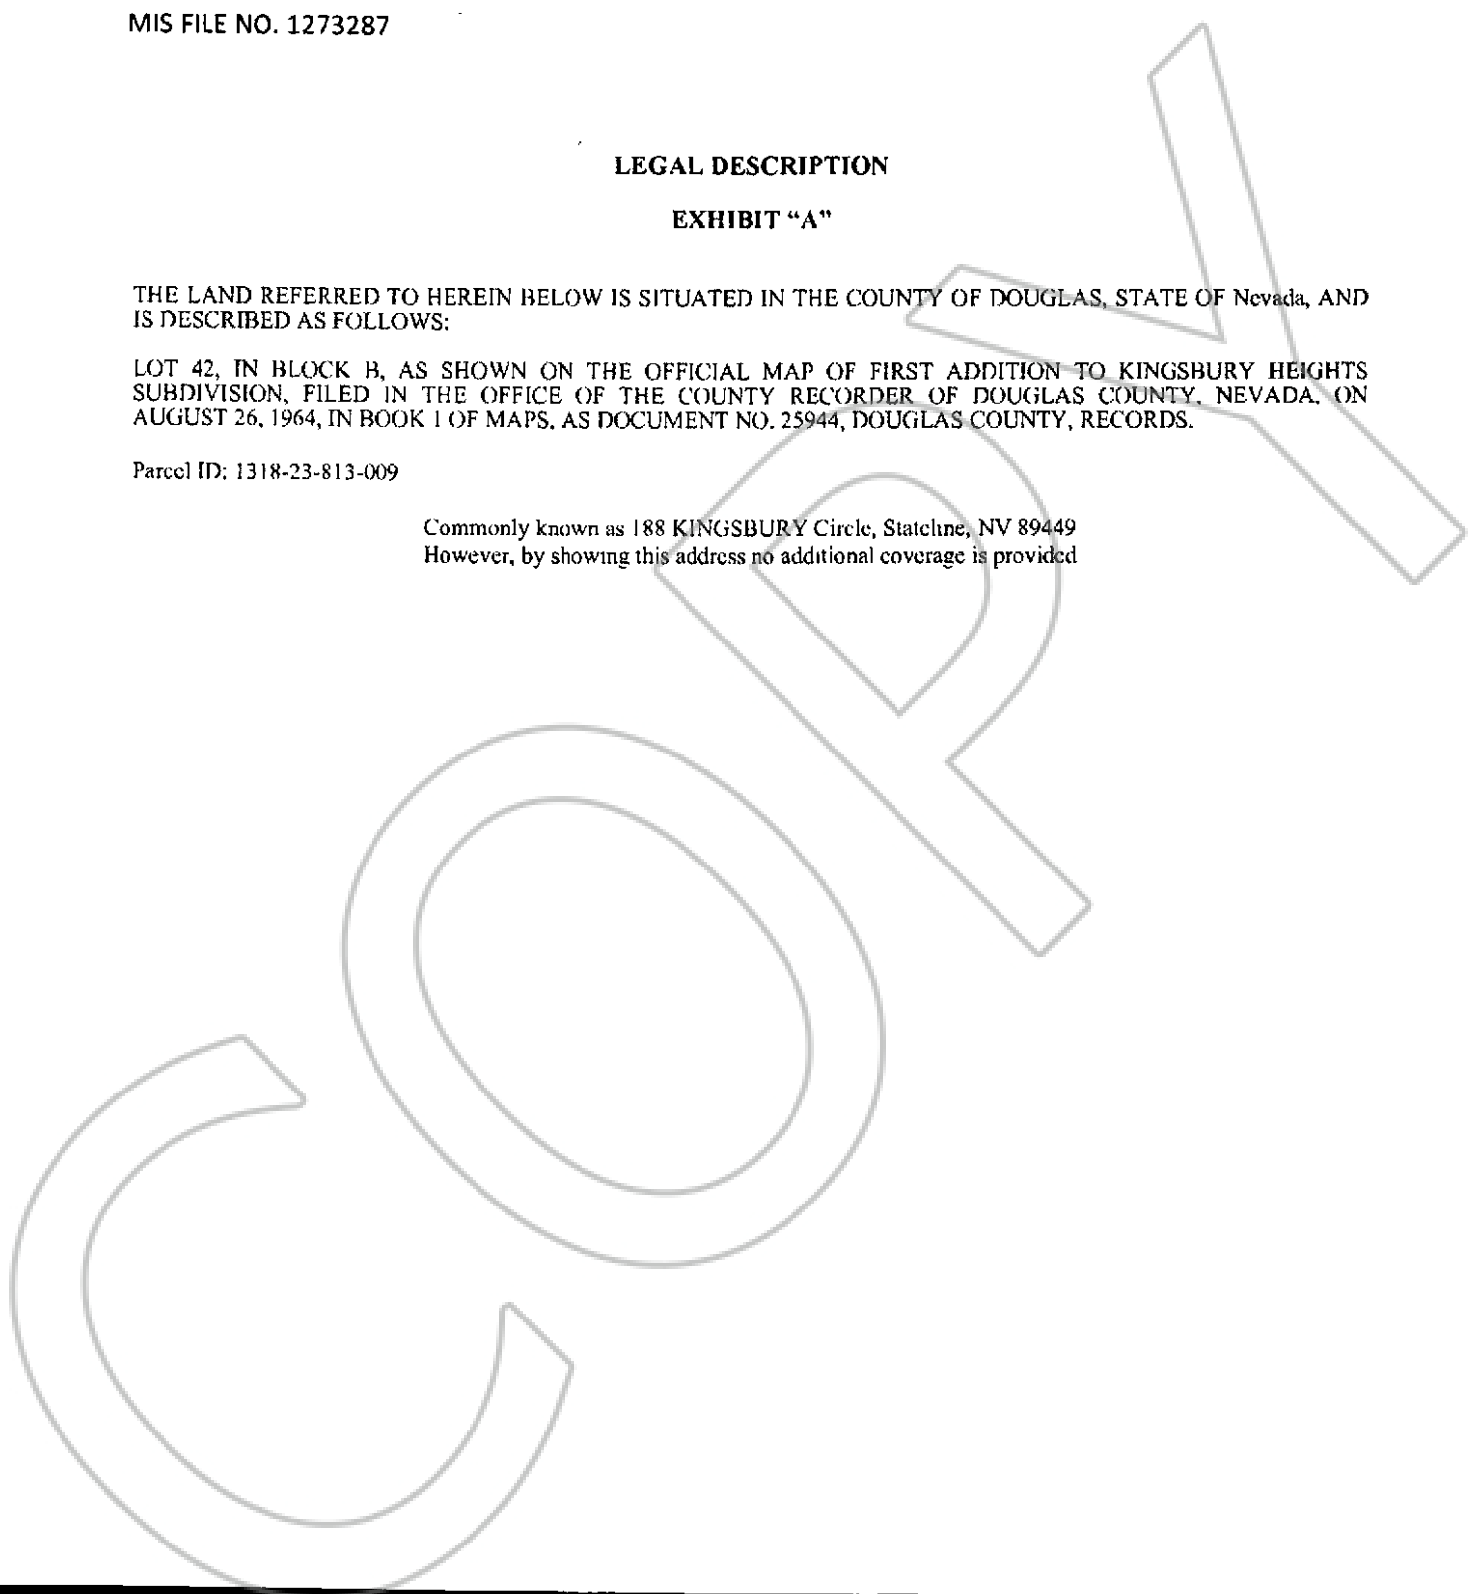 MIS FILE NO. 1273287
LEGAL DESCRIPTION
EXHIBIT “A”
THE LAND REFERRED TO HEREIN BELOW IS SITUATED IN THE COUNTY OF DOUGLAS, STATE OF Nevada, AND
IS DESCRIBED AS FOLLOWS:
LOT 42, IN BLOCK B, AS SHOWN ON THE OFFICIAL MAP OF FIRST ADDITION TO KINGSBURY HEIGHTS
SUBDIVISION, FILED IN THE OFFICE OF THE COUNTY RECORDER OF DOUGLAS COUNTY, NEVADA, ON
AUGUST 26, 1964, IN BOOK 1 OF MAPS, AS DOCUMENT NO. 25944, DOUGLAS COUNTY, RECORDS.
Parcel ID: 1318-23-813-009
Commonly known as 188 KINGSBURY Circle, Stateline, NV 89449
However, by showing this address no additional coverage is provided
COPY